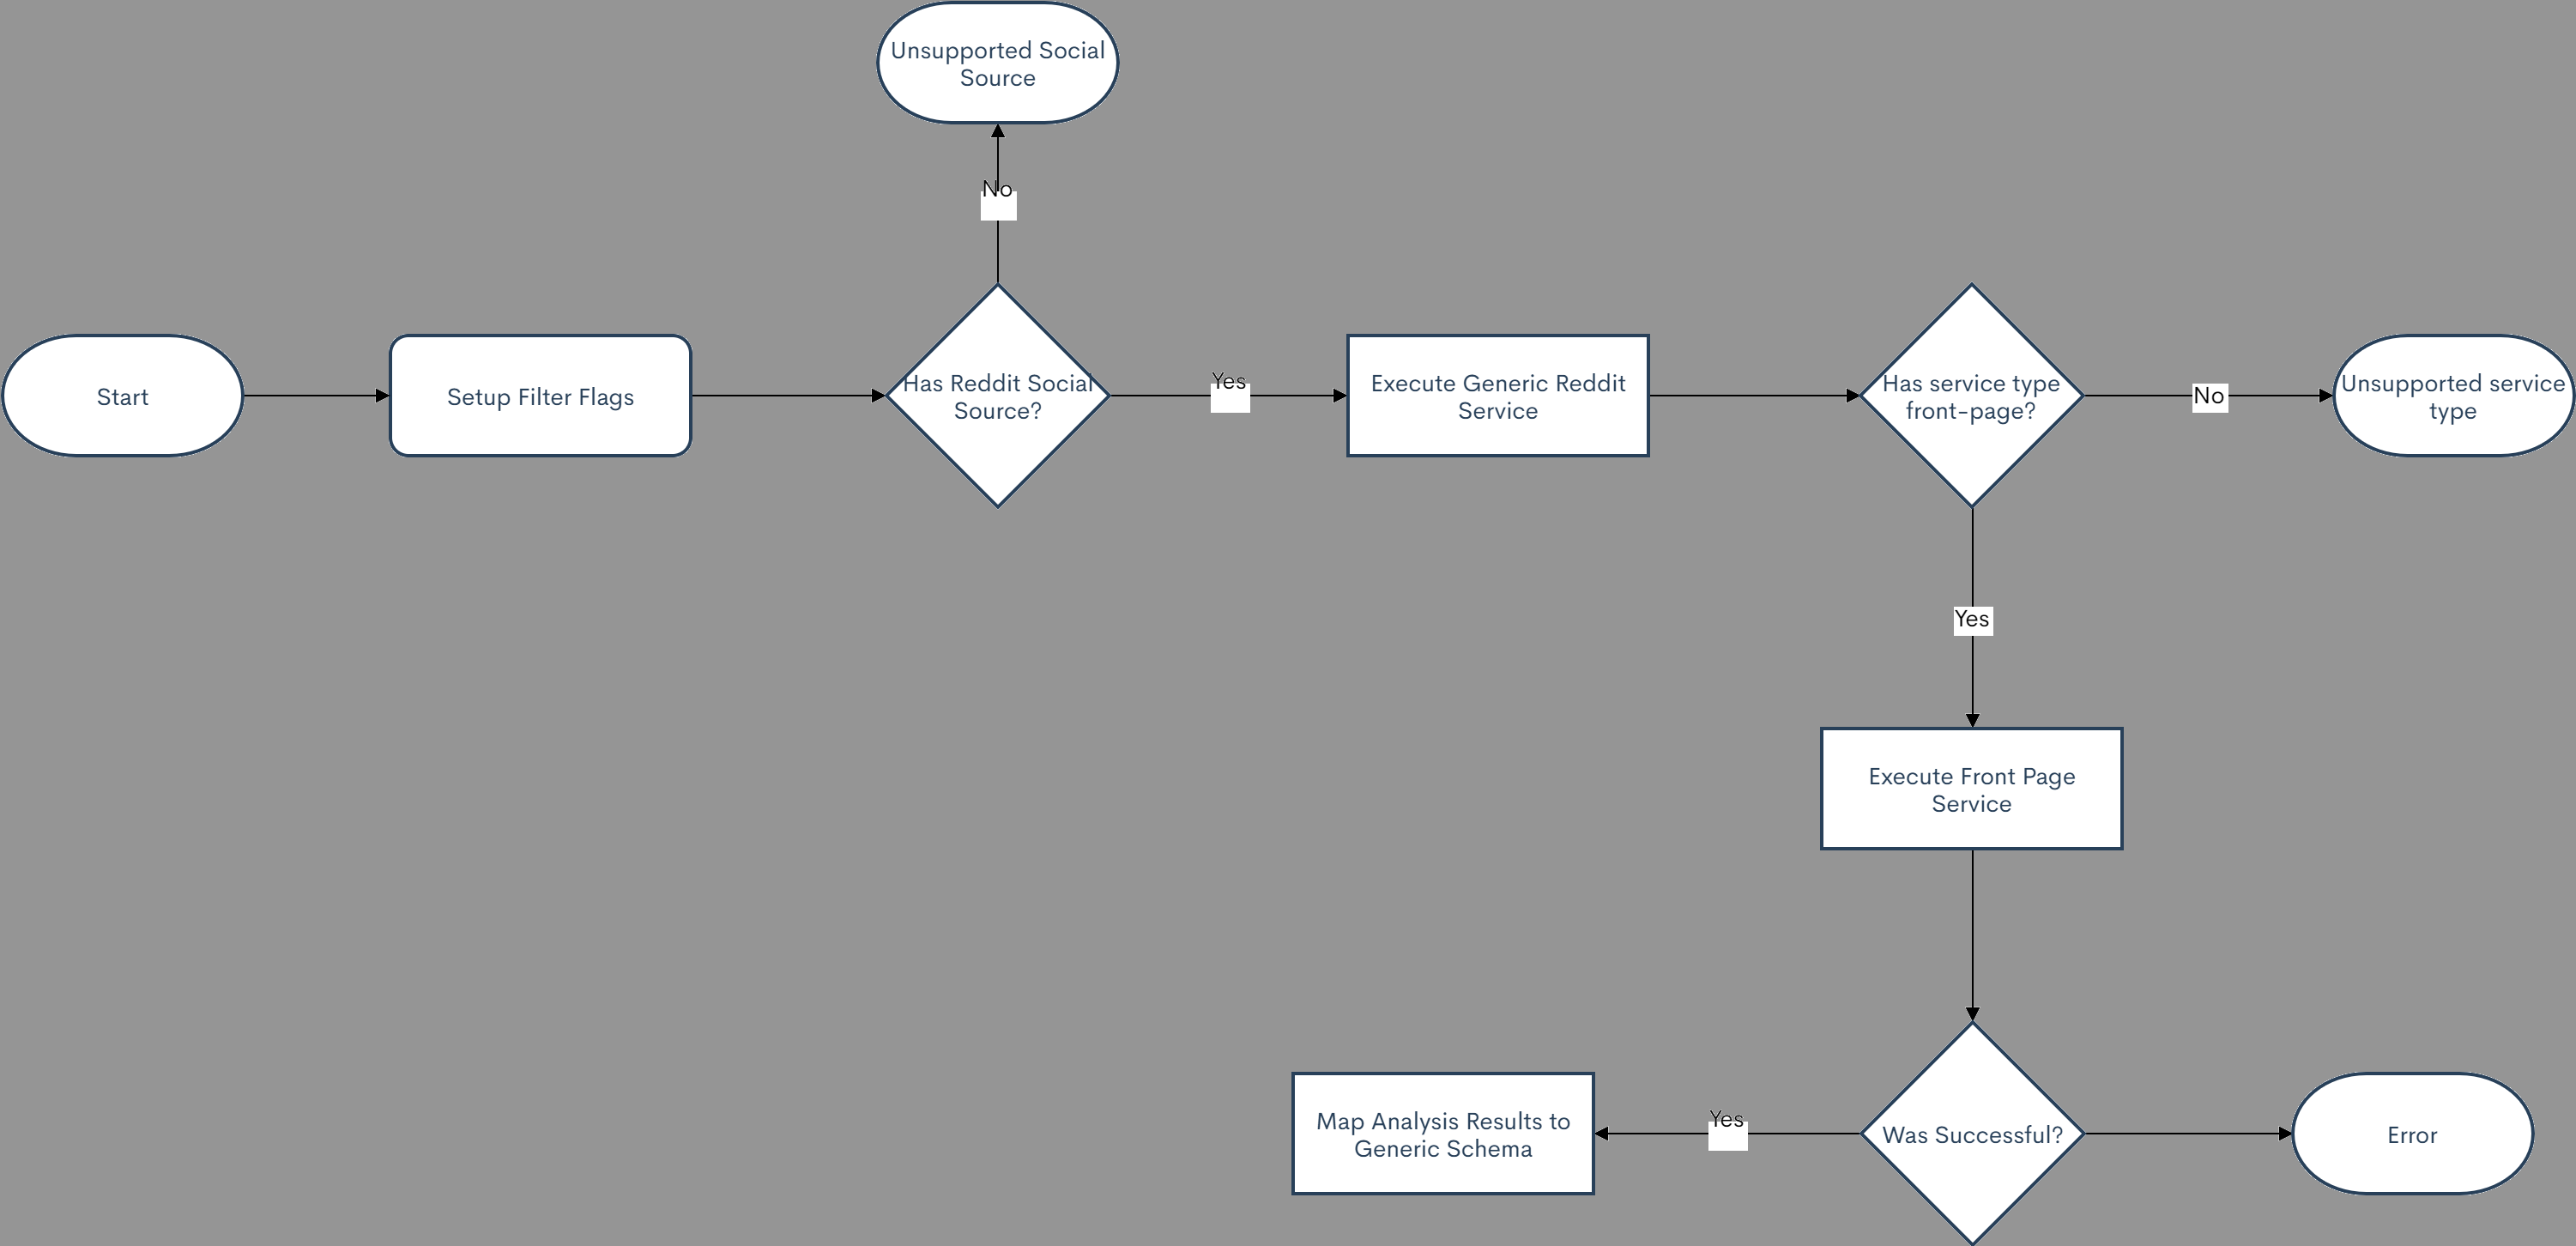 Unsupported Social
Source
No
Start
Setup Filter Flags
Has Reddit Social
Source?
Yes
Execute Generic Reddit
Service
Has service type
front-page?
No
Unsupported service
type
Yes
Execute Front Page
Service
Map Analysis Results to
Generic Schema
Yes
Was Successful?
Error